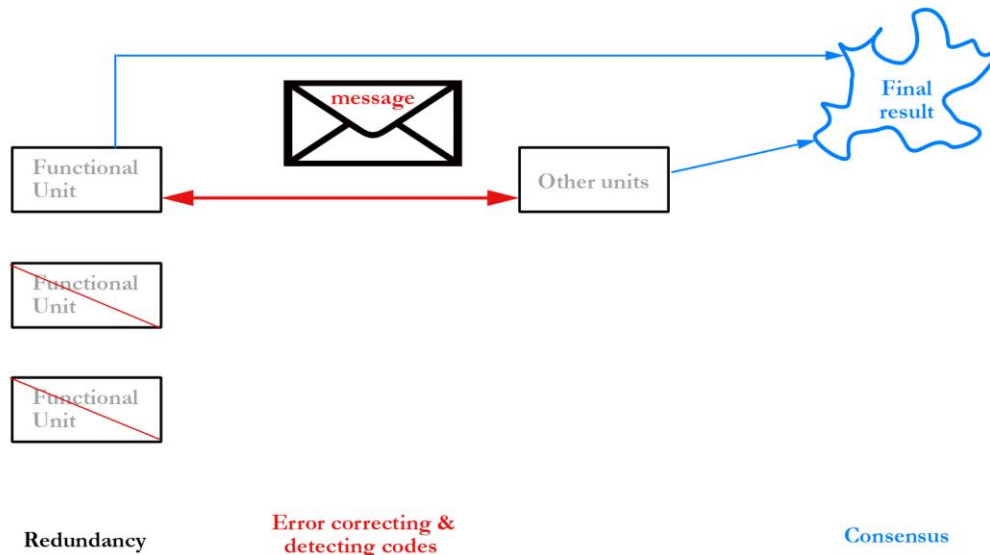 message
Final
result
Functional
Unit
Other units
Functional
Unit
Functional
Unit
Redundancy
Error correcting &
detecting codes
Consensus